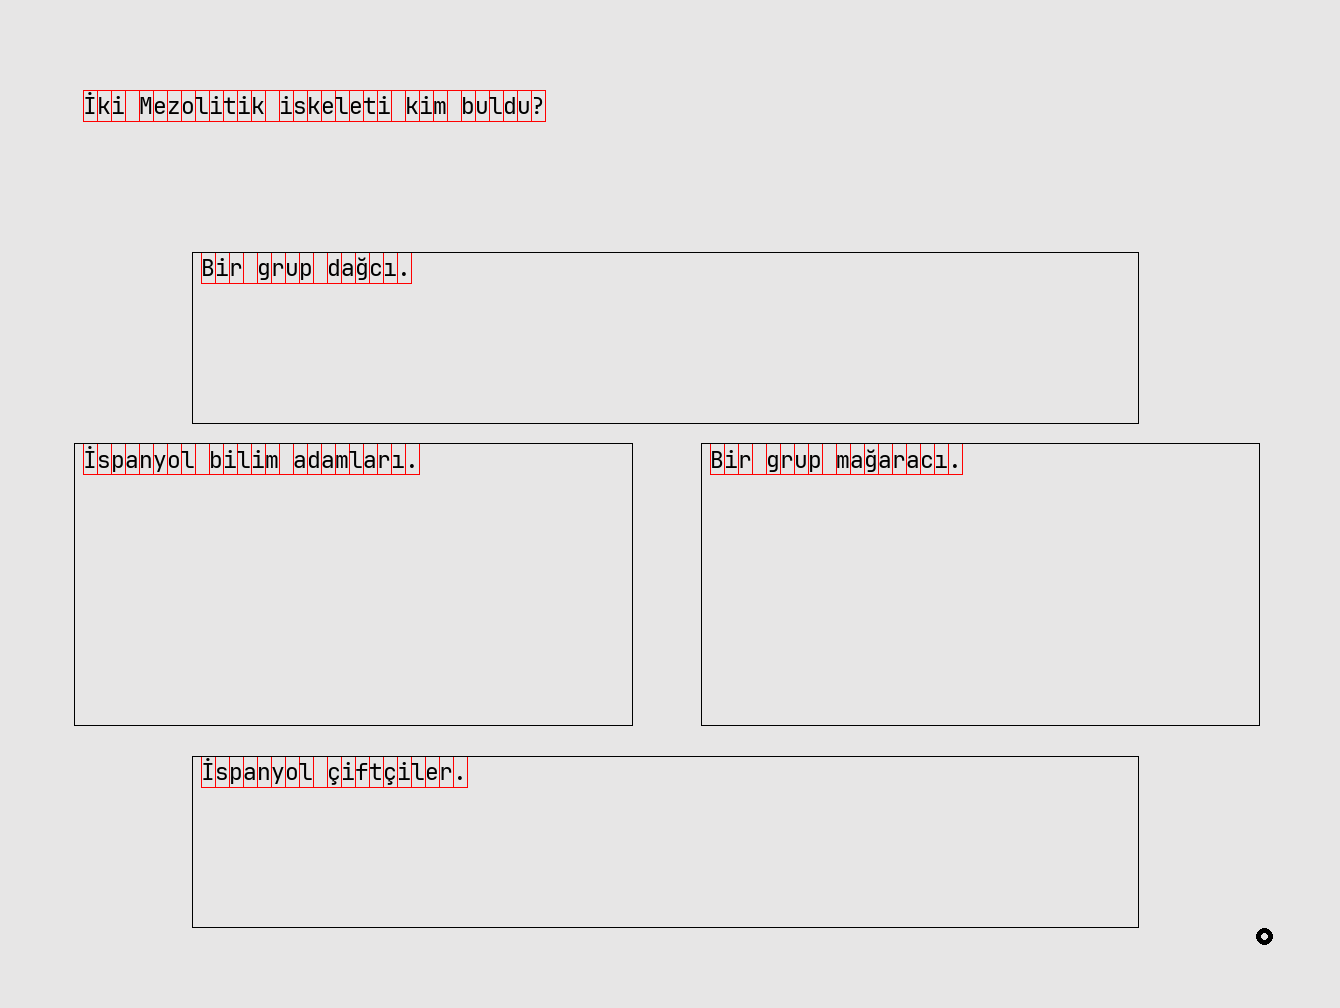 İki Mezolitik iskeleti kim buldu?
Bir grup dağcı.
İspanyol bilim adamları.
Bir grup mağaracı.
İspanyol çiftçiler.